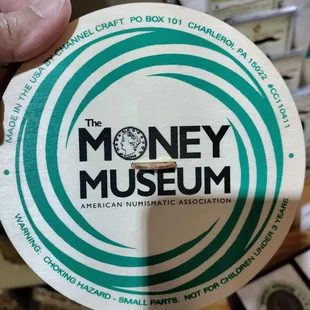 MADE IN THE USA BY CHANNEL CRAFT PO BOX 101 CHARLEROI, PA 15022 #CC110411
The
MONEY
MUSEUM
AMERICAN NUMISMATIC ASSOCIATION
WARNING: CHOKING HAZARD - SMALL PARTS. NOT FOR CHILDREN UNDER 3 YEARS